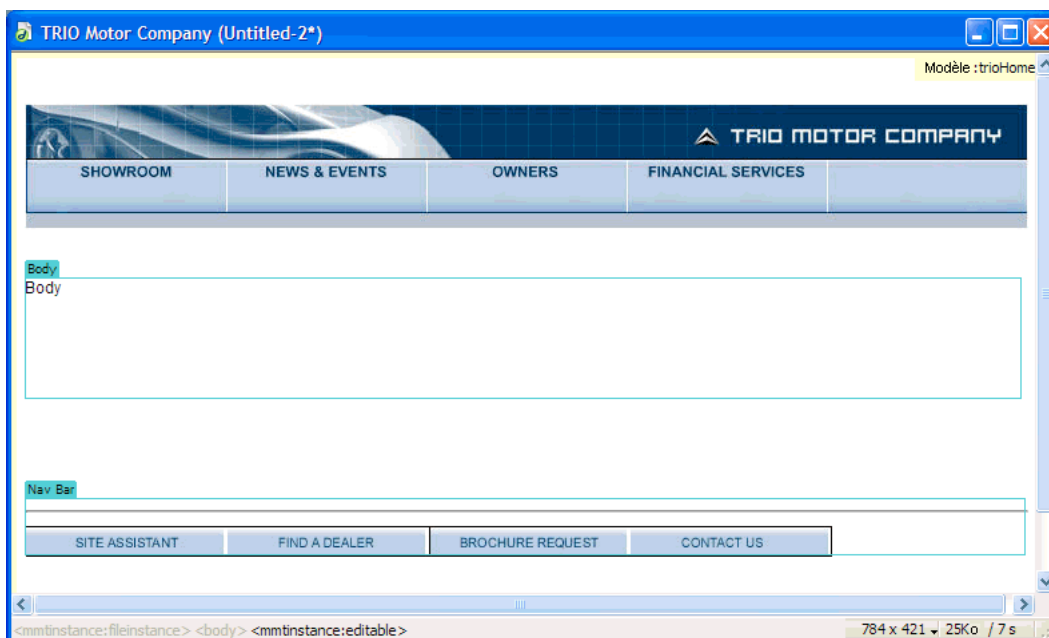 TRIO Motor Company (Untitled-2*)
Modèle :trioHome
TRIO MOTOR COMPANY
SHOWROOM NEWS & EVENTS OWNERS FINANCIAL SERVICES
Body
Body
Nav Bar
SITE ASSISTANT FIND A DEALER BROCHURE REQUEST CONTACT US
<mmtinstance:fileinstance> <body> <mmtinstance:editable> 784 x 421 25Ko / 7 s